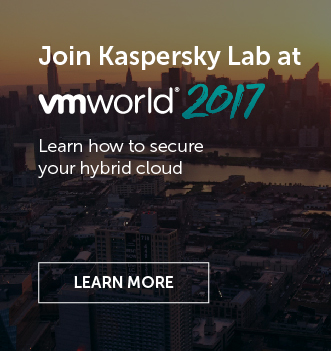 Join Kaspersky Lab at
vmworld® 2017
Learn how to secure
your hybrid cloud
LEARN MORE